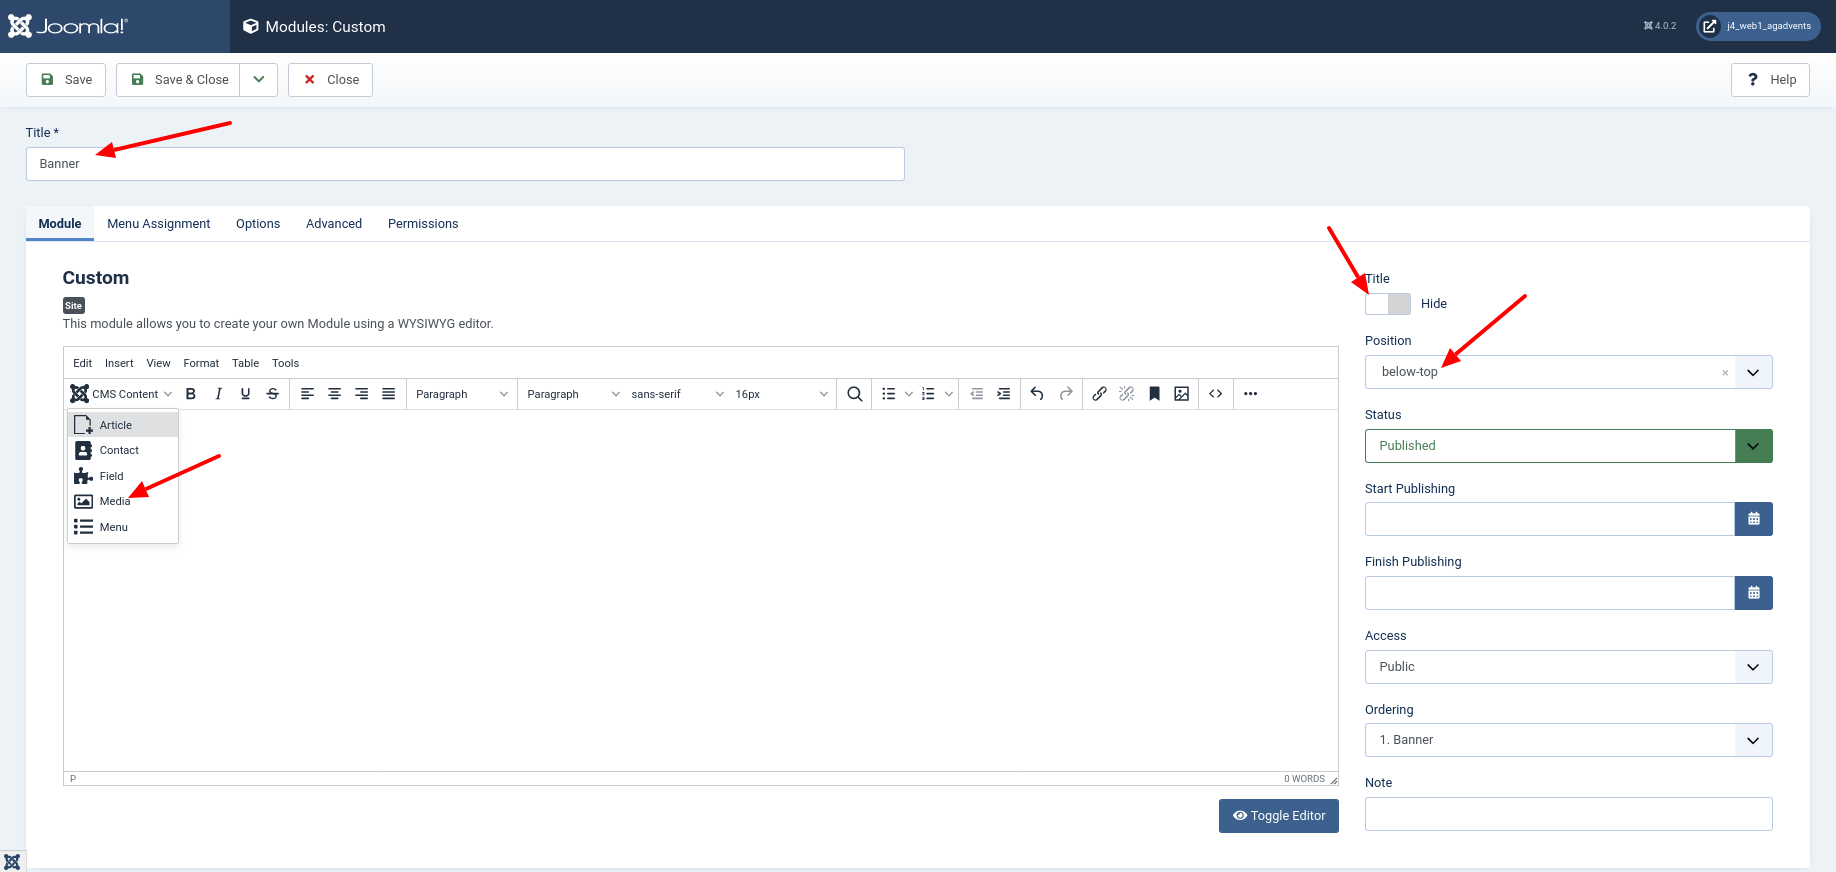 Joomla!®
Modules: Custom
4.0.2
j4_web1_agadvents
Save
Save & Close
Close
Help
Title *
Banner
Module
Menu Assignment
Options
Advanced
Permissions
Custom
Site
This module allows you to create your own Module using a WYSIWYG editor.
Edit
Insert
View
Format
Table
Tools
CMS Content
B
I
U
S
Paragraph
Paragraph
sans-serif
16px
Article
Contact
Field
Media
Menu
P
0 WORDS
Toggle Editor
Title
Hide
Position
below-top
Status
Published
Start Publishing
Finish Publishing
Access
Public
Ordering
1. Banner
Note